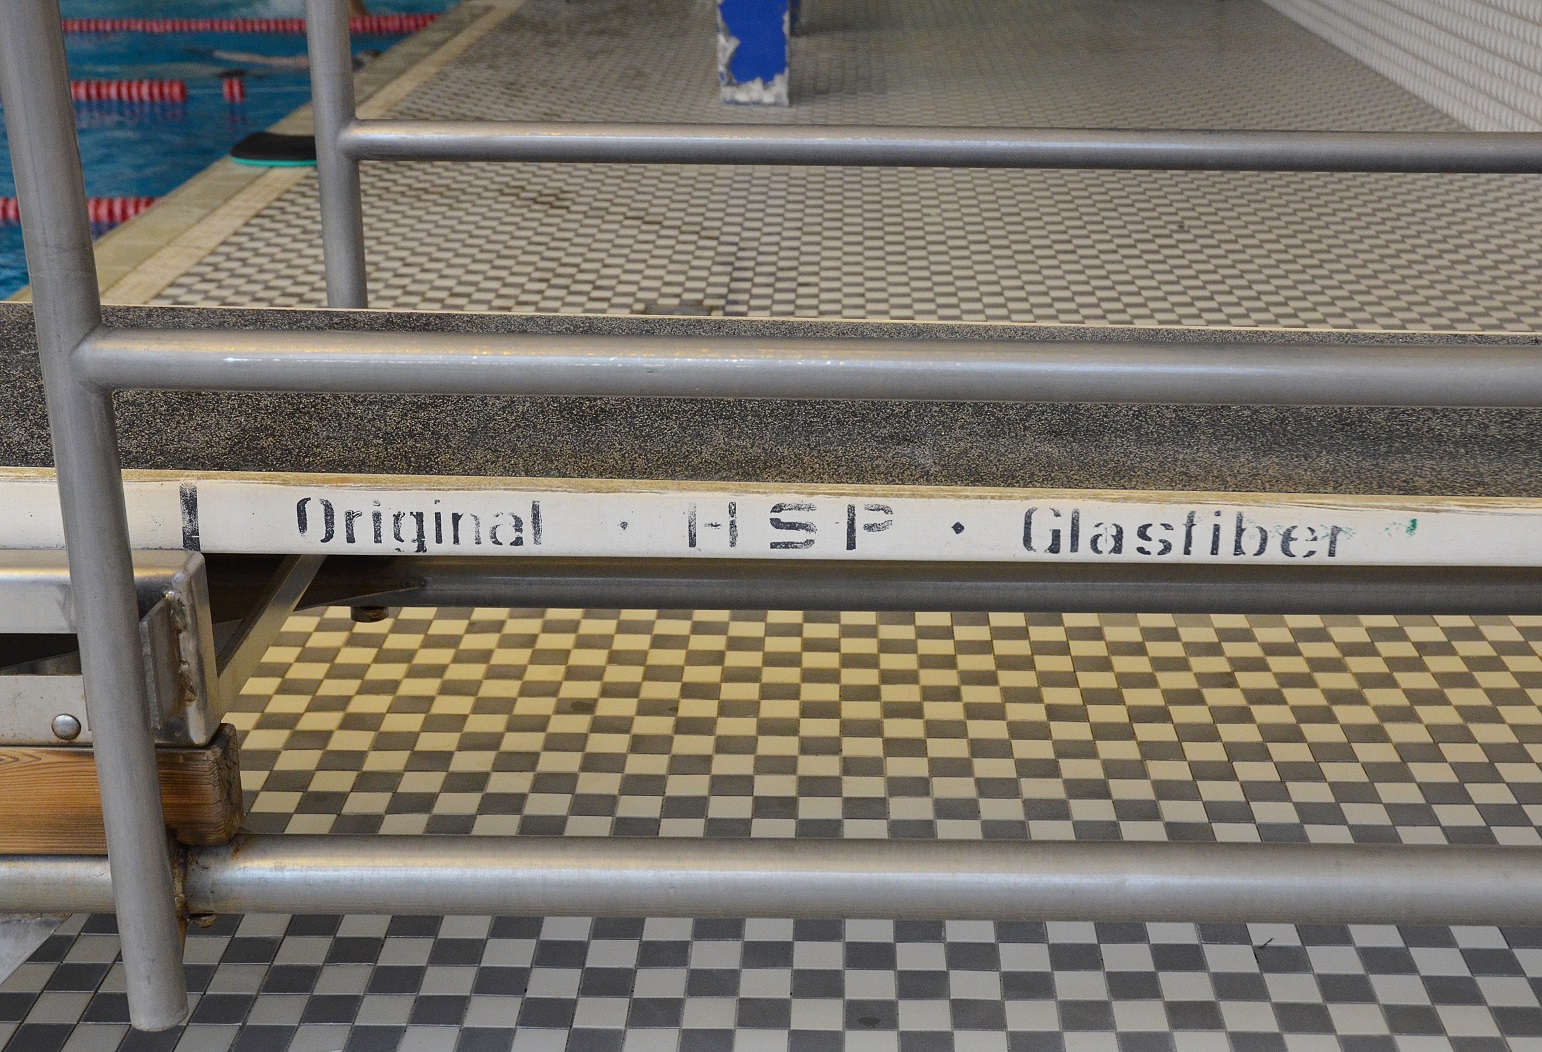 Original · HSP · Glasfiber